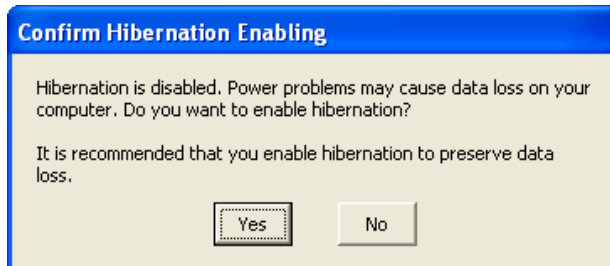 Confirm Hibernation Enabling
Hibernation is disabled. Power problems may cause data loss on your
computer. Do you want to enable hibernation?
It is recommended that you enable hibernation to preserve data
loss.
Yes
No